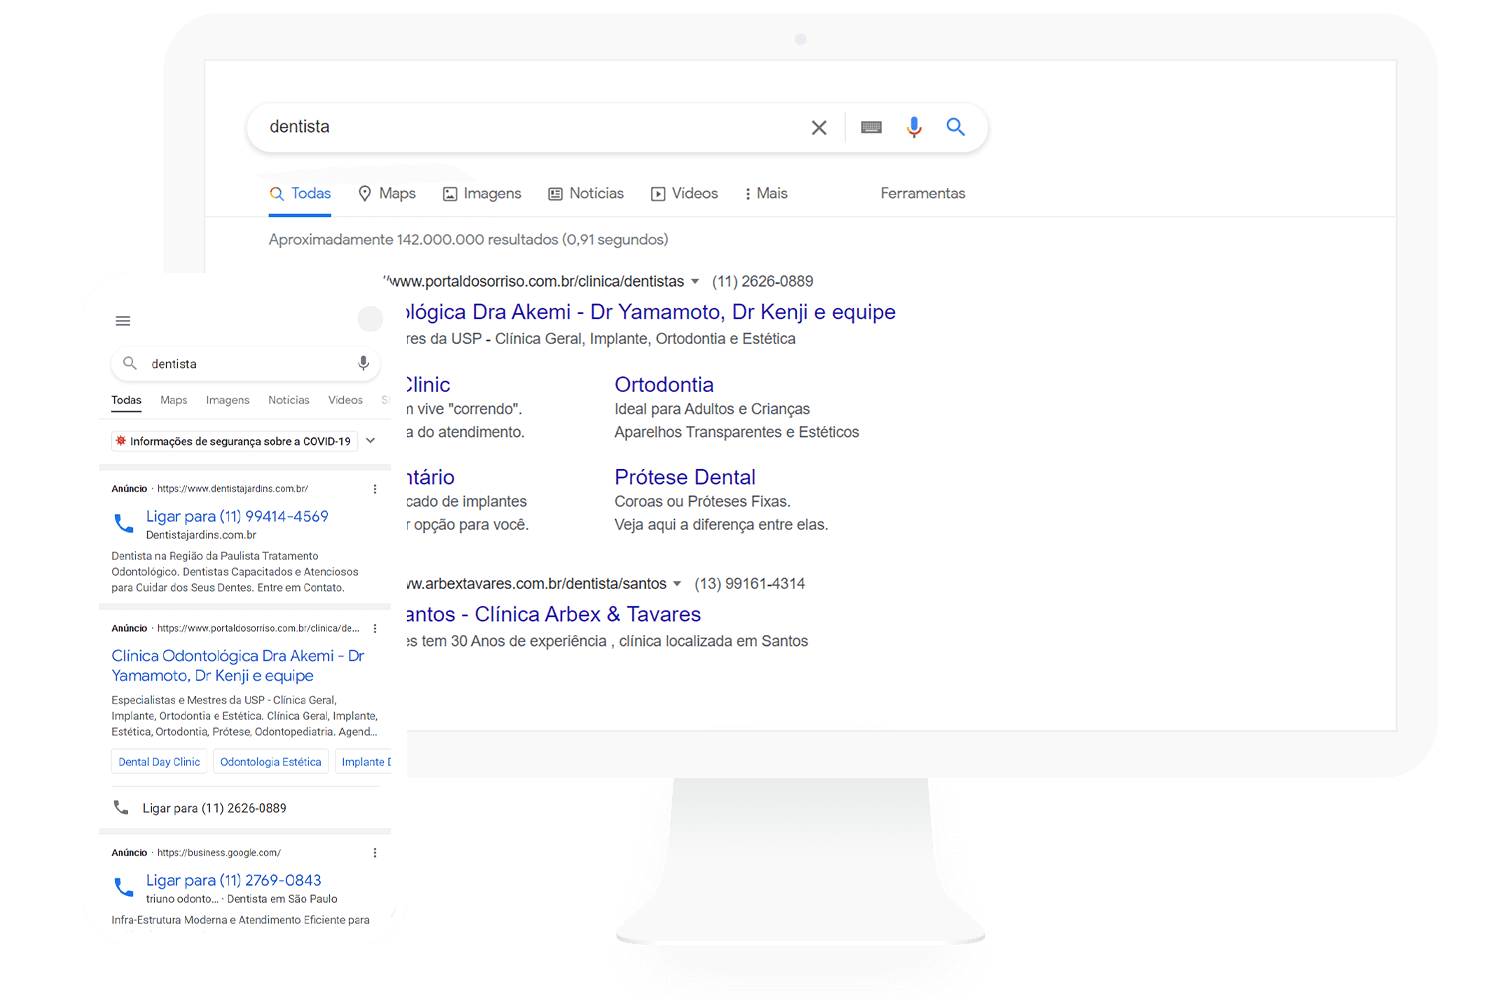 dentista
Todas Maps Imagens Notícias Vídeos Mais Ferramentas
Aproximadamente 142.000.000 resultados (0,91 segundos)
//www.portaldosorriso.com.br/clinica/dentistas (11) 2626-0889
ológica Dra Akemi - Dr Yamamoto, Dr Kenji e equipe
res da USP - Clínica Geral, Implante, Ortodontia e Estética
Clinic
m vive "correndo".
a do atendimento.
Ortodontia
Ideal para Adultos e Crianças
Aparelhos Transparentes e Estéticos
ntário
cado de implantes
r opção para você.
Prótese Dental
Coroas ou Próteses Fixas.
Veja aqui a diferença entre elas.
ww.arbextavares.com.br/dentista/santos (13) 99161-4314
antos - Clínica Arbex & Tavares
es tem 30 Anos de experiência , clínica localizada em Santos
dentista
Todas Maps Imagens Notícias Vídeos
Informações de segurança sobre a COVID-19
Anúncio · https://www.dentistajardins.com.br/
Ligar para (11) 99414-4569
Dentistajardins.com.br
Dentista na Região da Paulista Tratamento
Odontológico. Dentistas Capacitados e Atenciosos
para Cuidar dos Seus Dentes. Entre em Contato.
Anúncio · https://www.portaldosorriso.com.br/clinica/de...
Clínica Odontológica Dra Akemi - Dr
Yamamoto, Dr Kenji e equipe
Especialistas e Mestres da USP - Clínica Geral,
Implante, Ortodontia e Estética. Clínica Geral, Implante,
Estética, Ortodontia, Prótese, Odontopediatria. Agend...
Dental Day Clinic Odontologia Estética Implante D
Ligar para (11) 2626-0889
Anúncio · https://business.google.com/
Ligar para (11) 2769-0843
triuno odonto... · Dentista em São Paulo
Infra-Estrutura Moderna e Atendimento Eficiente para